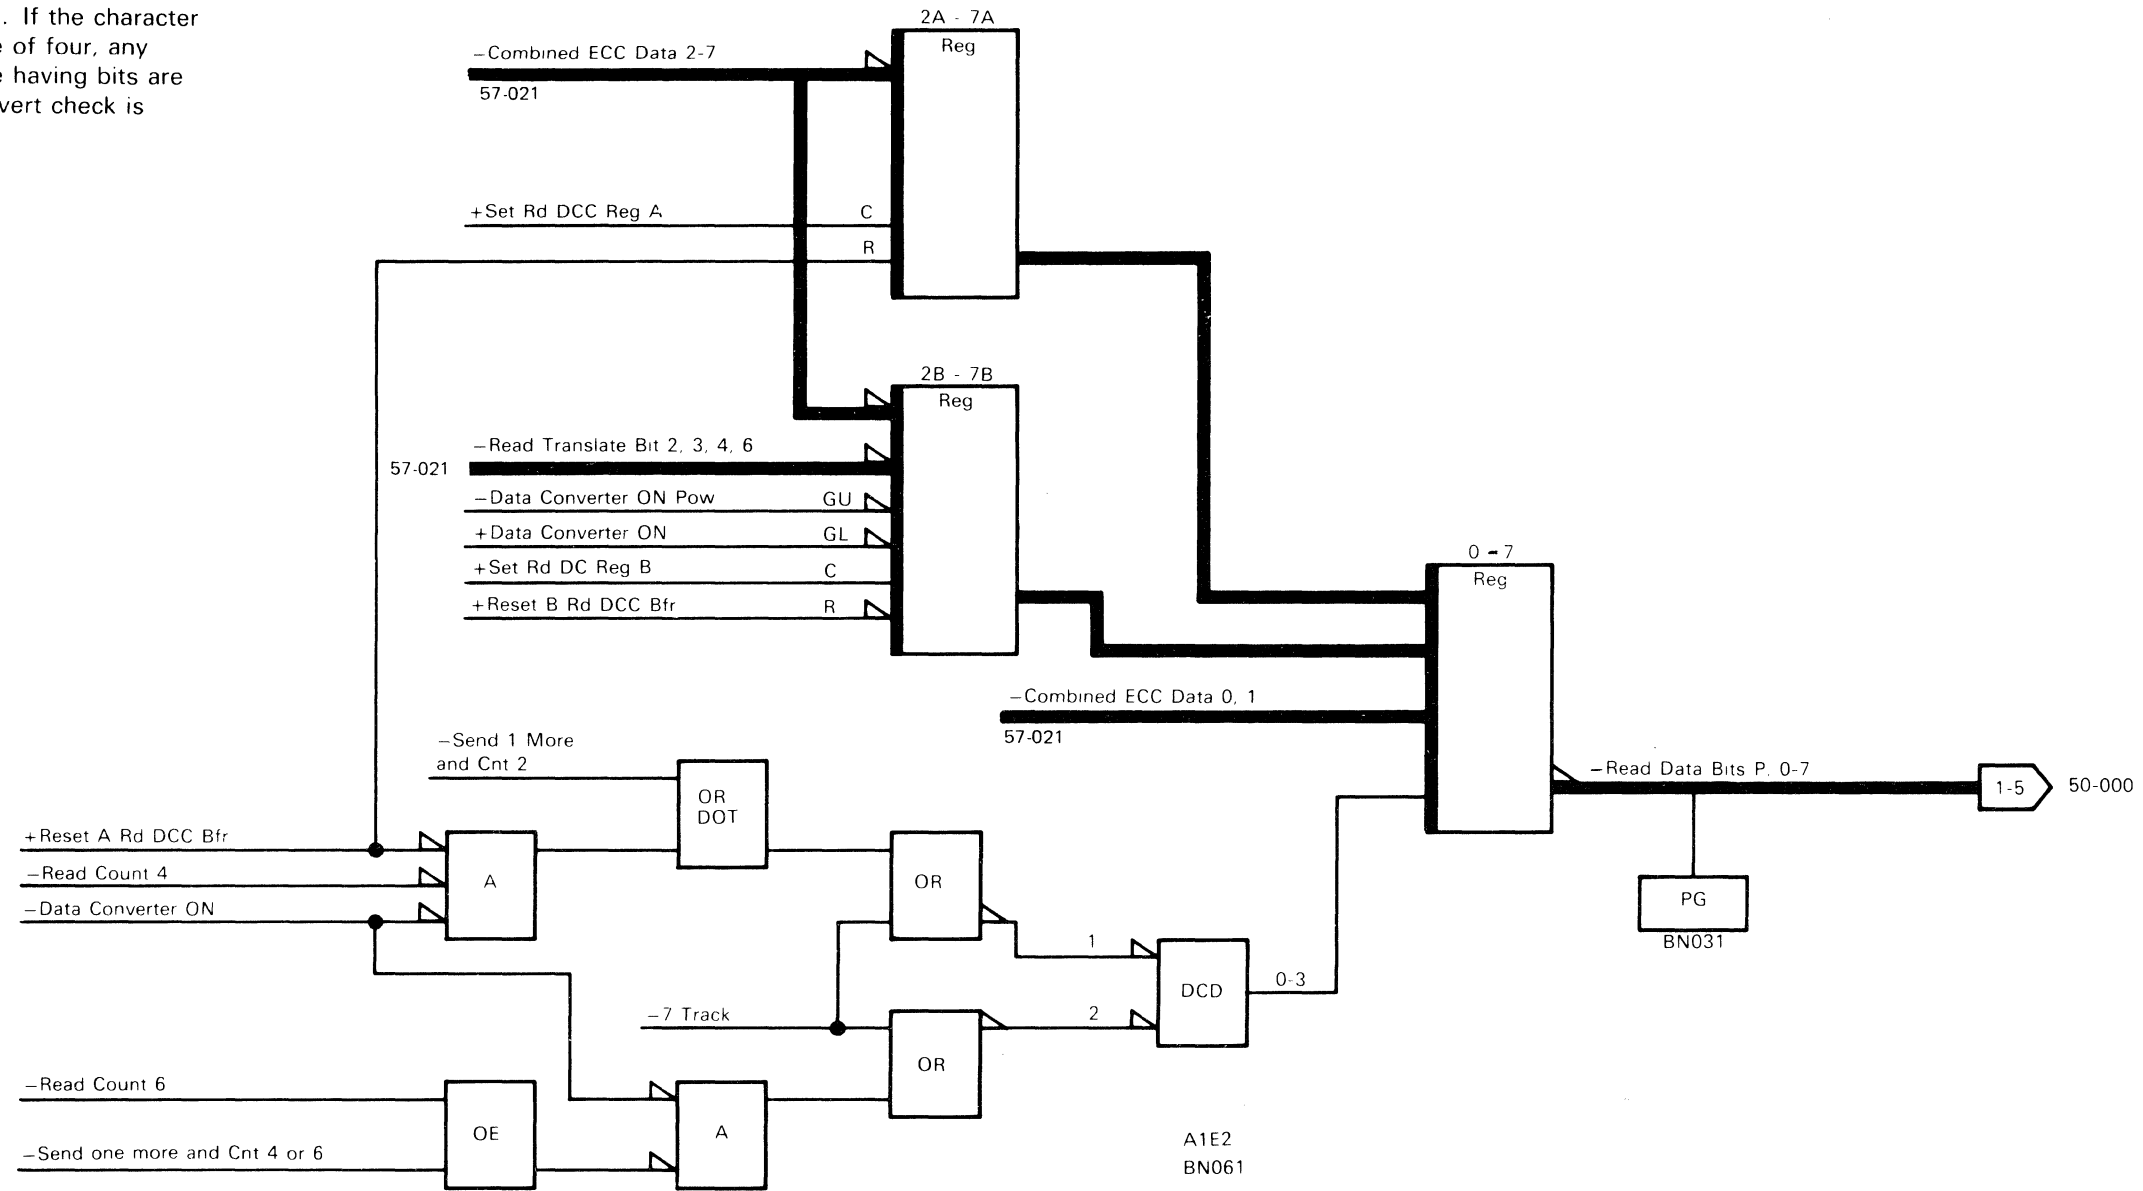 . If the character
e of four, any
e having bits are
vert check is
2A - 7A
Reg
—Combined ECC Data 2-7
57-021
+Set Rd DCC Reg A
C
R
2B - 7B
Reg
—Read Translate Bit 2, 3, 4, 6
57-021
—Data Converter ON Pow
GU
+Data Converter ON
GL
+Set Rd DC Reg B
C
+Reset B Rd DCC Bfr
R
0 - 7
Reg
—Combined ECC Data 0, 1
57-021
—Send 1 More
and Cnt 2
OR
DOT
—Read Data Bits P, 0-7
1-5
50-000
+Reset A Rd DCC Bfr
—Read Count 4
—Data Converter ON
A
OR
PG
BN031
1
DCD
0-3
—7 Track
2
OR
—Read Count 6
OE
A
—Send one more and Cnt 4 or 6
A1E2
BN061